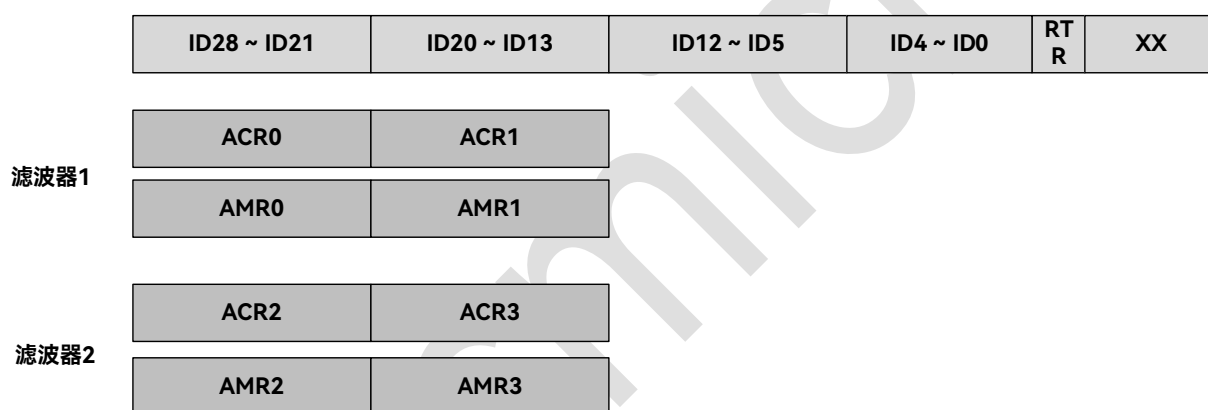 ID28 ~ ID21 ID20 ~ ID13 ID12 ~ ID5 ID4 ~ ID0 RT
R XX
ACR0 ACR1
滤波器1
AMR0 AMR1
ACR2 ACR3
滤波器2
AMR2 AMR3